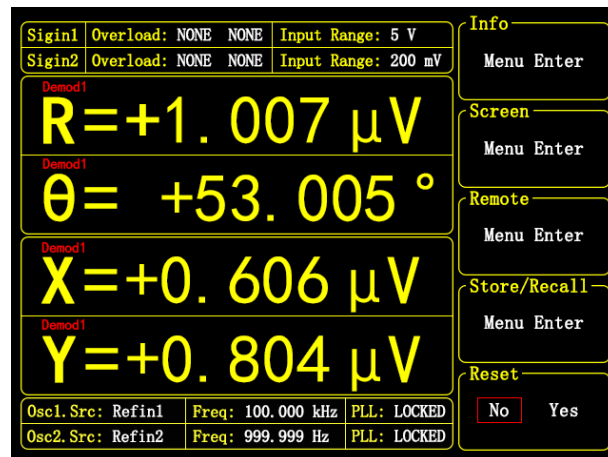 Sigin1 Overload: NONE NONE Input Range: 5 V
Sigin2 Overload: NONE NONE Input Range: 200 mV
Demod1
R=+1.007 µV
Demod1
θ= +53.005 °
Demod1
X=+0.606 µV
Demod1
Y=+0.804 µV
Osc1.Src: Refin1 Freq: 100.000 kHz PLL: LOCKED
Osc2.Src: Refin2 Freq: 999.999 Hz PLL: LOCKED
Info
Menu Enter
Screen
Menu Enter
Remote
Menu Enter
Store/Recall
Menu Enter
Reset
No Yes